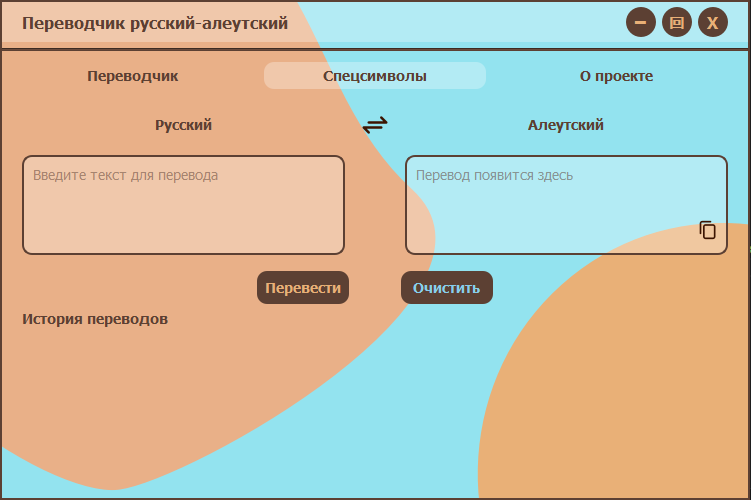 Переводчик русский-алеутский
X
Переводчик Спецсимволы О проекте
Русский Алеутский
Введите текст для перевода Перевод появится здесь
Перевести Очистить
История переводов